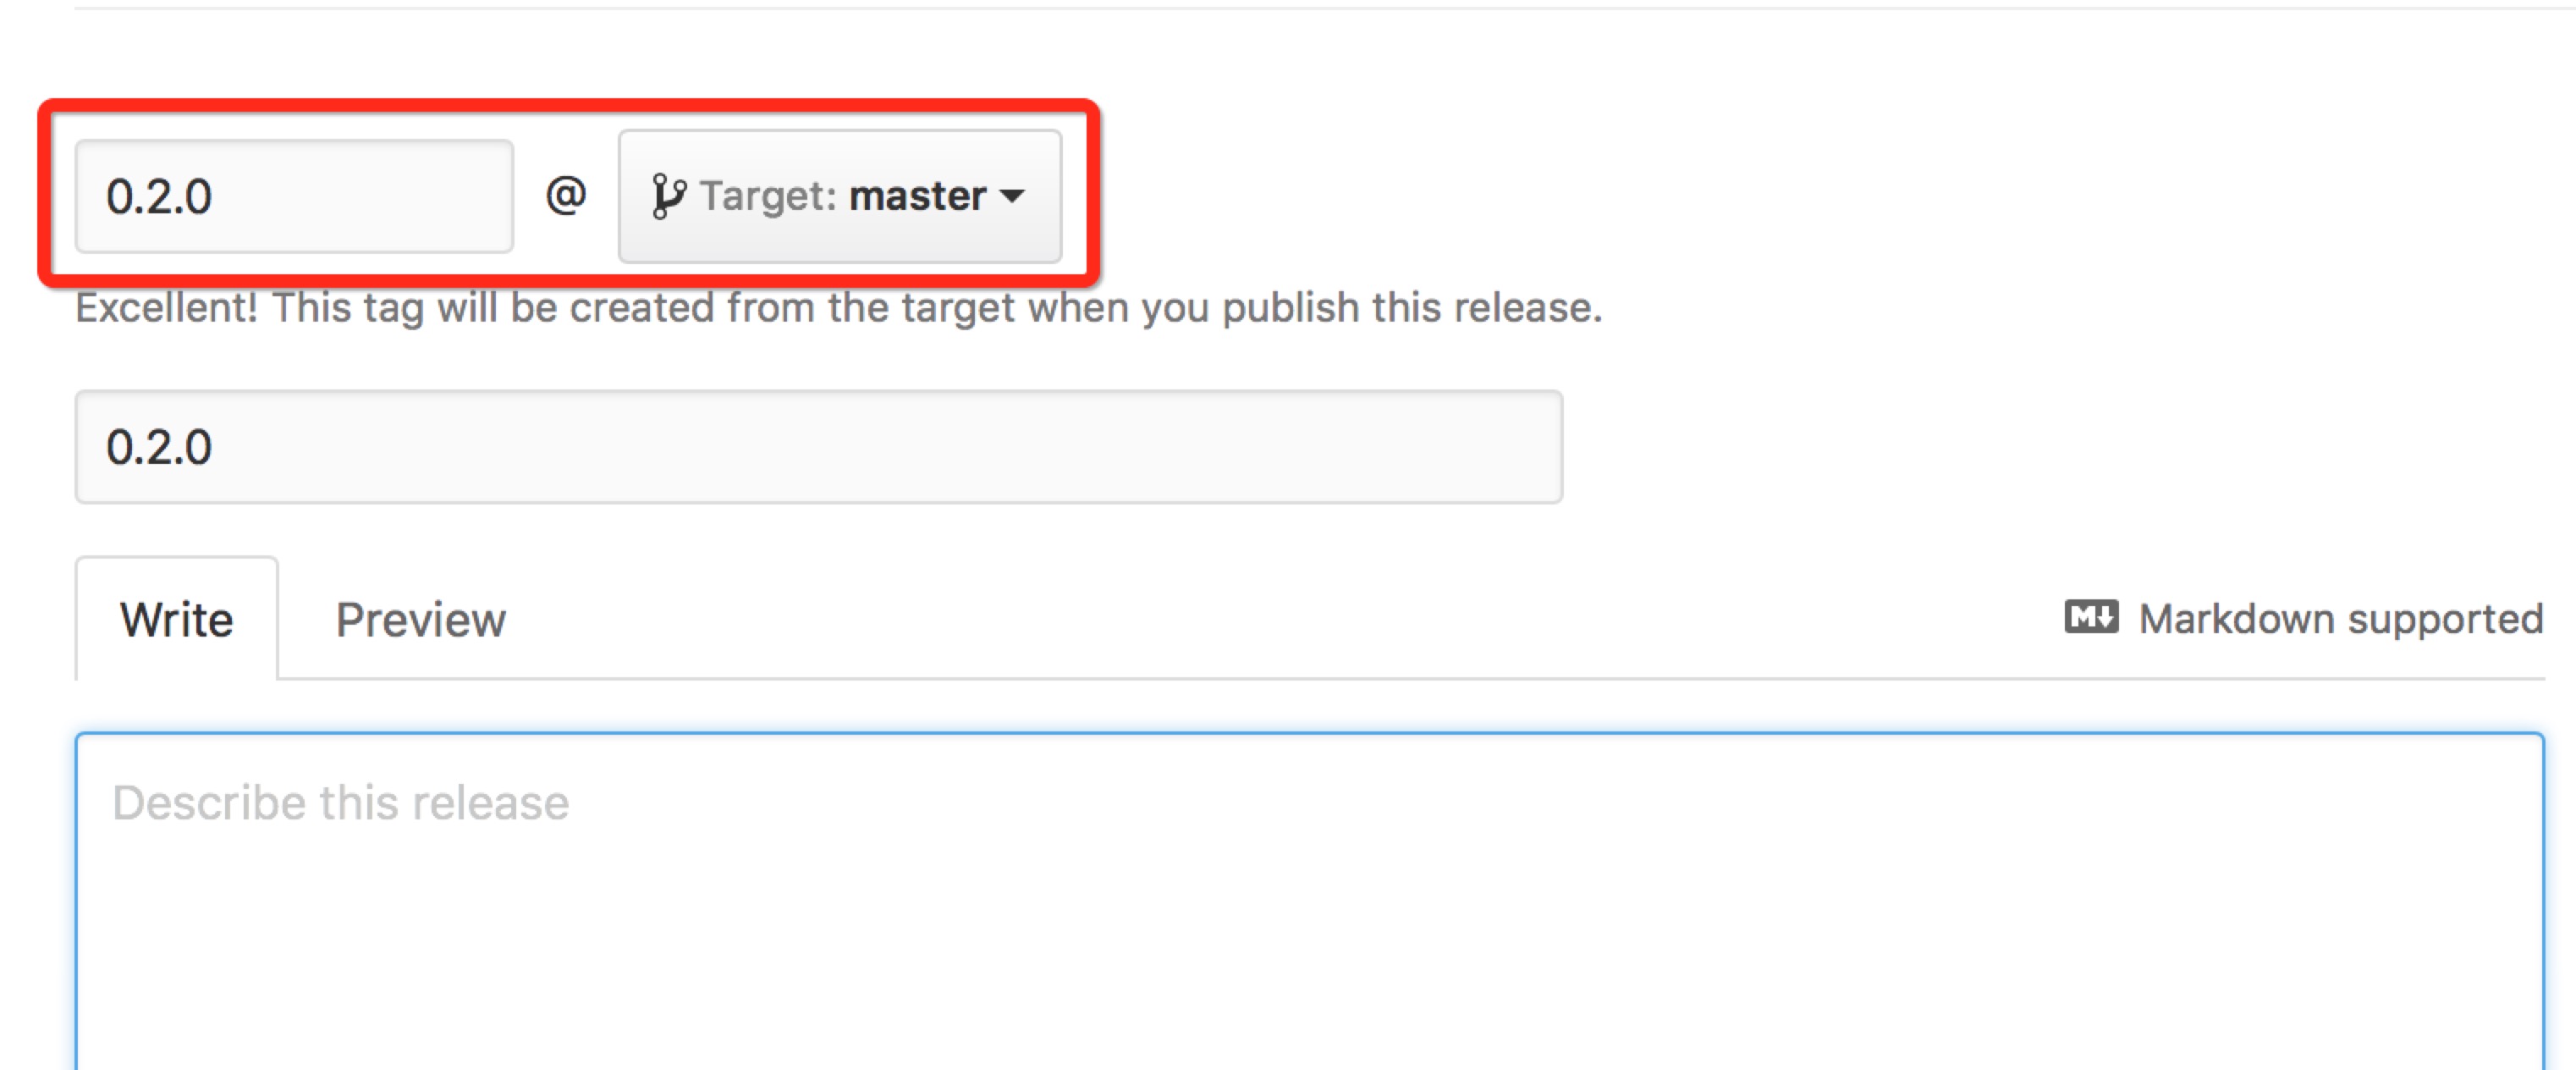 0.2.0 @ Target: master
Excellent! This tag will be created from the target when you publish this release.
0.2.0
Write Preview M Markdown supported
Describe this release